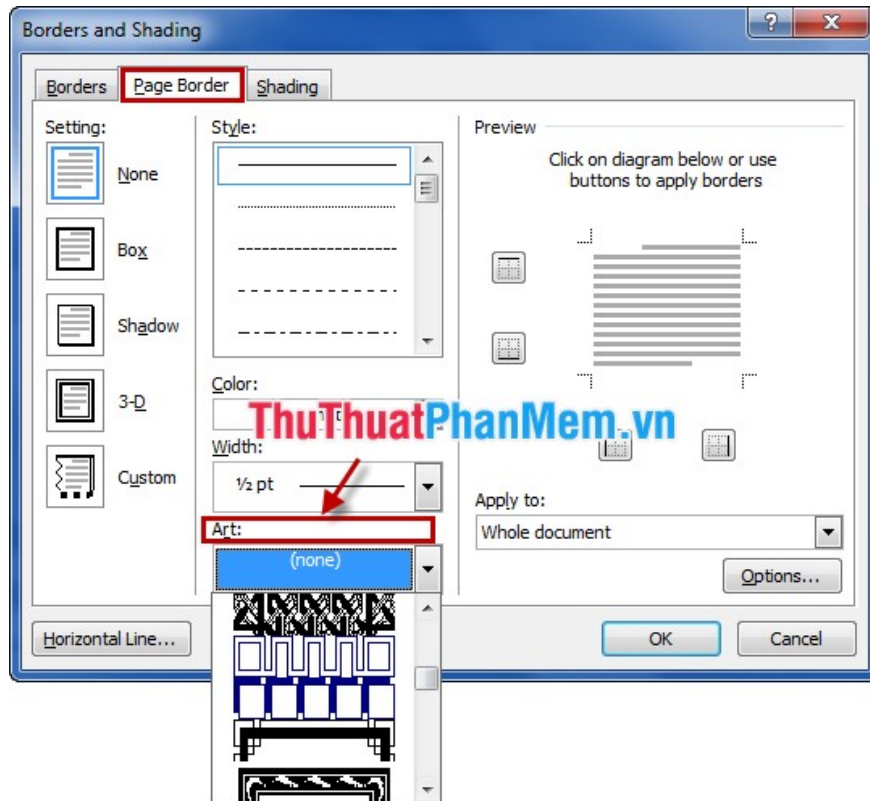 Borders and Shading
Borders
Page Border
Shading
Setting:
None
Box
Shadow
3-D
Custom
Style:
Color:
Width:
½ pt
Art:
(none)
Preview
Click on diagram below or use
buttons to apply borders
ThuThuatPhanMem.vn
Apply to:
Whole document
Options...
Horizontal Line...
OK
Cancel